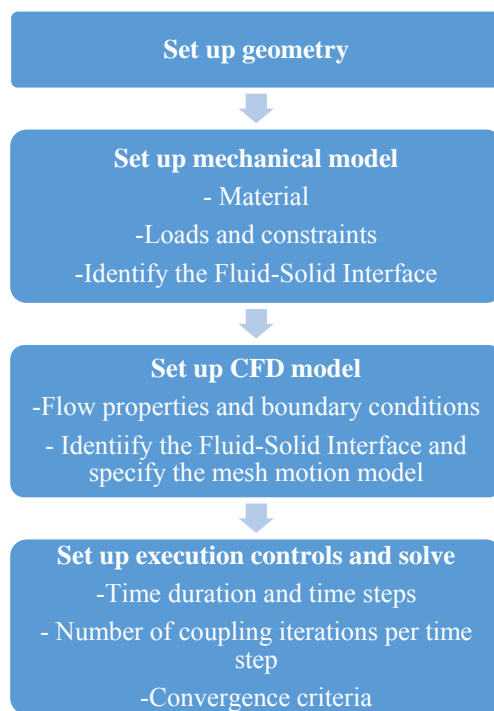 Set up geometry
Set up mechanical model
- Material
-Loads and constraints
-Identify the Fluid-Solid Interface
Set up CFD model
-Flow properties and boundary conditions
- Identiify the Fluid-Solid Interface and
specify the mesh motion model
Set up execution controls and solve
-Time duration and time steps
- Number of coupling iterations per time
step
-Convergence criteria